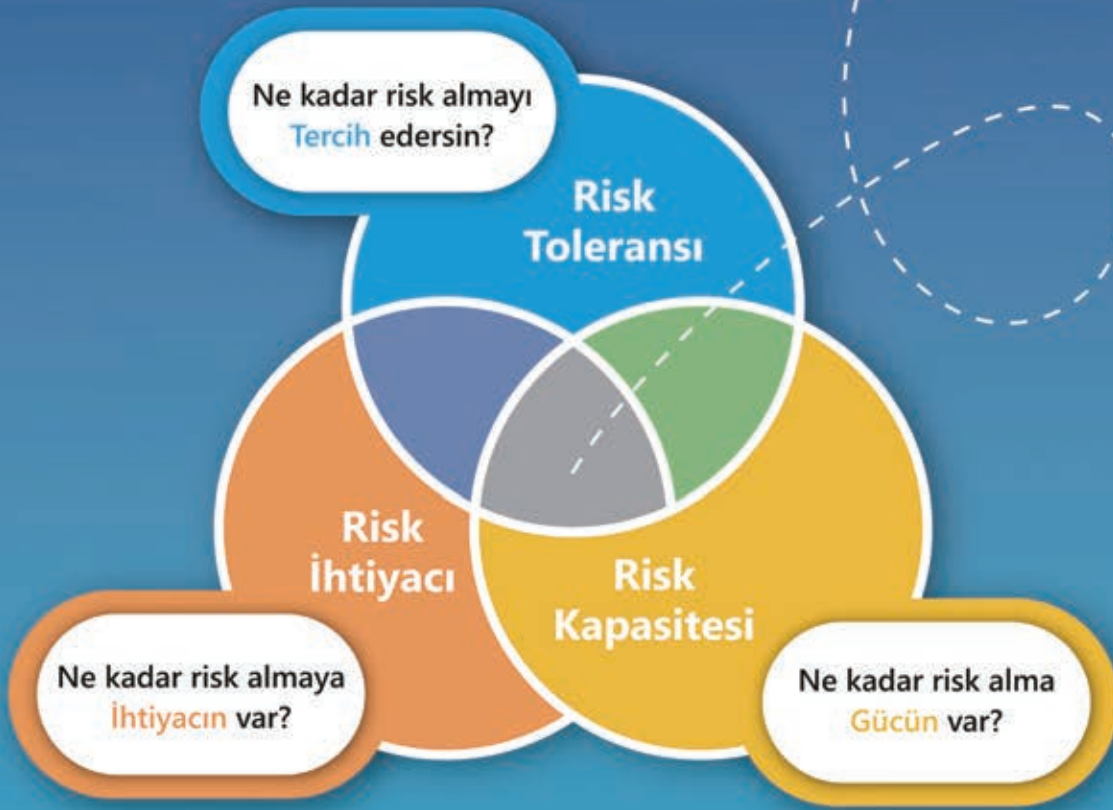 Ne kadar risk almayı
Tercih edersin?
Risk
Toleransı
Risk
İhtiyacı
Risk
Kapasitesi
Ne kadar risk almaya
İhtiyacın var?
Ne kadar risk alma
Gücün var?